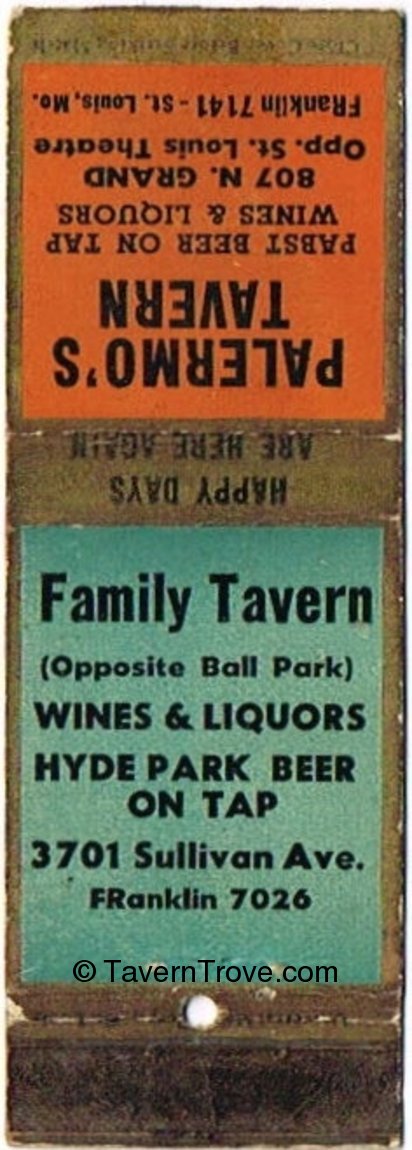 PALERMO'S
TAVERN
PABST BEER ON TAP
WINES & LIQUORS
807 N. GRAND
Opp. St. Louis Theatre
FRanklin 7141 - St. Louis, Mo.
HAPPY DAYS
ARE HERE AGAIN
Family Tavern
(Opposite Ball Park)
WINES & LIQUORS
HYDE PARK BEER
ON TAP
3701 Sullivan Ave.
FRanklin 7026
© TavernTrove.com